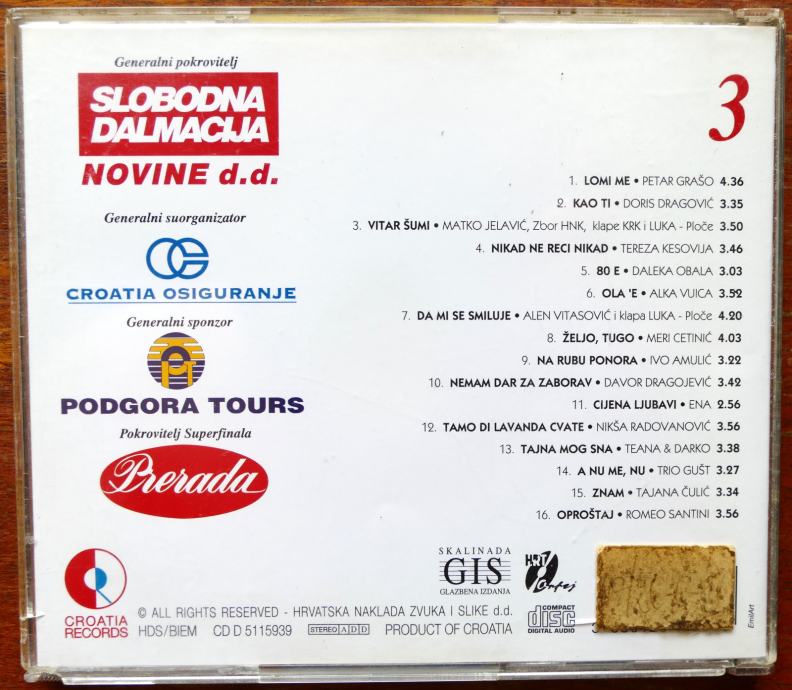 Generalni pokrovitelj
SLOBODNA
DALMACIJA
NOVINE d.d.
Generalni suorganizator
CROATIA OSIGURANJE
Generalni sponzor
PODGORA TOURS
Pokrovitelj Superfinala
Prerada
3
1. LOMI ME • PETAR GRAŠO 4.36
2. KAO TI • DORIS DRAGOVIĆ 3.35
3. VITAR ŠUMI • MATKO JELAVIĆ, Zbor HNK, klape KRK i LUKA - Ploče 3.50
4. NIKAD NE RECI NIKAD • TEREZA KESOVIJA 3.46
5. 80 E • DALEKA OBALA 3.03
6. OLA 'E • ALKA VUICA 3.52
7. DA MI SE SMILUJE • ALEN VITASOVIĆ i klapa LUKA - Ploče 4.20
8. ŽELJO, TUGO • MERI CETINIĆ 4.03
9. NA RUBU PONORA • IVO AMULIĆ 3.22
10. NEMAM DAR ZA ZABORAV • DAVOR DRAGOJEVIĆ 3.42
11. CIJENA LJUBAVI • ENA 2.56
12. TAMO DI LAVANDA CVATE • NIKŠA RADOVANOVIĆ 3.56
13. TAJNA MOG SNA • TEANA & DARKO 3.38
14. A NU ME, NU • TRIO GUŠT 3.27
15. ZNAM • TAJANA ČULIĆ 3.34
16. OPROŠTAJ • ROMEO SANTINI 3.56
SKALINADA
GIS
GLAZBENA IZDANJA
HRT
Orfej
CROATIA
RECORDS
© ALL RIGHTS RESERVED - HRVATSKA NAKLADA ZVUKA I SLIKE d.d.
HDS/BIEM CD D 5115939 STEREO ADD PRODUCT OF CROATIA
COMPACT
disc
DIGITAL AUDIO
EmilArt